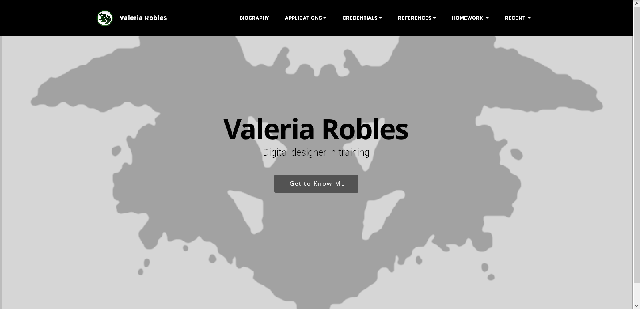 Valeria Robles
BIOGRAPHY
APPLICATIONS
CREDENTIALS
REFERENCES
HOMEWORK
RECENT
Valeria Robles
Digital designer in training
Get to Know Me